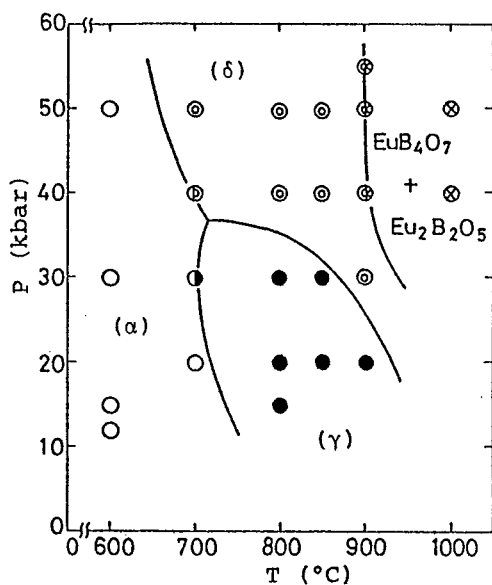 60
50
40
30
20
10
0
P (kbar)
0 600 700 800 900 1000
T (°C)
(δ)
(α)
(γ)
EuB₄O₇
+
Eu₂B₂O₅